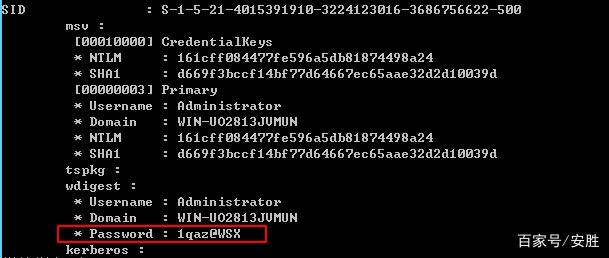 SID : S-1-5-21-4015391910-3224123016-3686756622-500
msv :
[00010000] CredentialKeys
* NTLM : 161cff084477fe596a5db81874498a24
* SHA1 : d669f3bccf14bf77d64667ec65aae32d2d10039d
[00000003] Primary
* Username : Administrator
* Domain : WIN-UO2813JVMUN
* NTLM : 161cff084477fe596a5db81874498a24
* SHA1 : d669f3bccf14bf77d64667ec65aae32d2d10039d
tspkg :
wdigest :
* Username : Administrator
* Domain : WIN-UO2813JVMUN
* Password : 1qaz@WSX
kerberos :
百家号/安胜